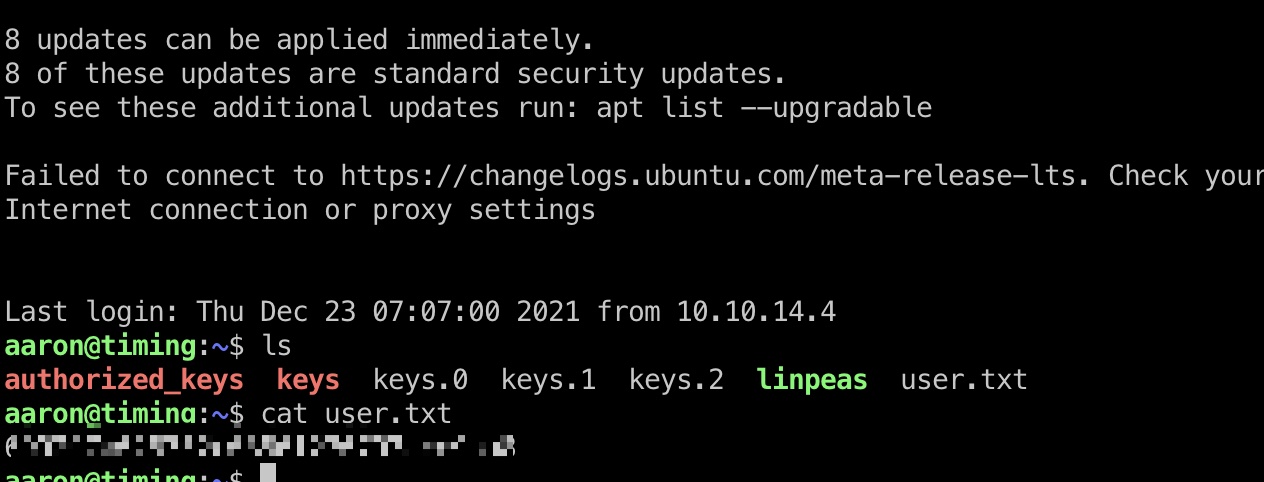 8 updates can be applied immediately.
8 of these updates are standard security updates.
To see these additional updates run: apt list --upgradable
Failed to connect to https://changelogs.ubuntu.com/meta-release-lts. Check your
Internet connection or proxy settings
Last login: Thu Dec 23 07:07:00 2021 from 10.10.14.4
aaron@timing:~$ ls
authorized_keys keys keys.0 keys.1 keys.2 linpeas user.txt
aaron@timing:~$ cat user.txt
aaron@timing:~$